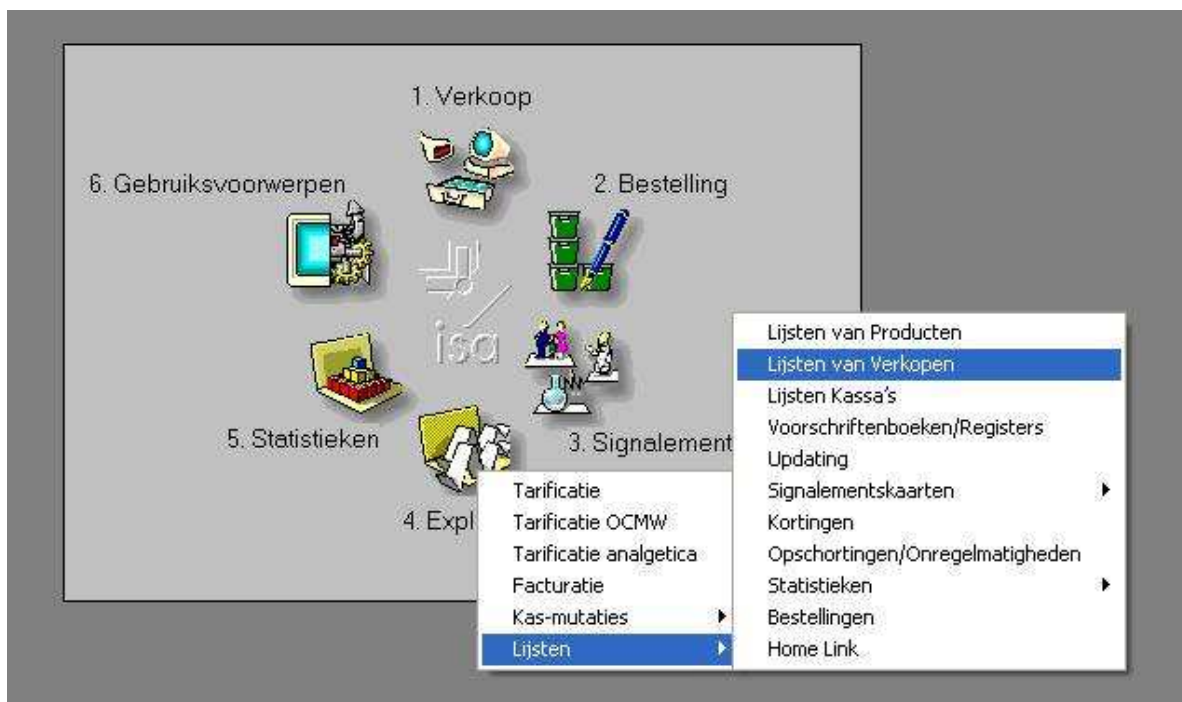 1. Verkoop
6. Gebruiksvoorwerpen
2. Bestelling
isa
5. Statistieken
3. Signalement
4. Expl
Tarificatie
Tarificatie OCMW
Tarificatie analgetica
Facturatie
Kas-mutaties
Lijsten
Lijsten van Producten
Lijsten van Verkopen
Lijsten Kassa's
Voorschriftenboeken/Registers
Updating
Signalementskaarten
Kortingen
Opschortingen/Onregelmatigheden
Statistieken
Bestellingen
Home Link